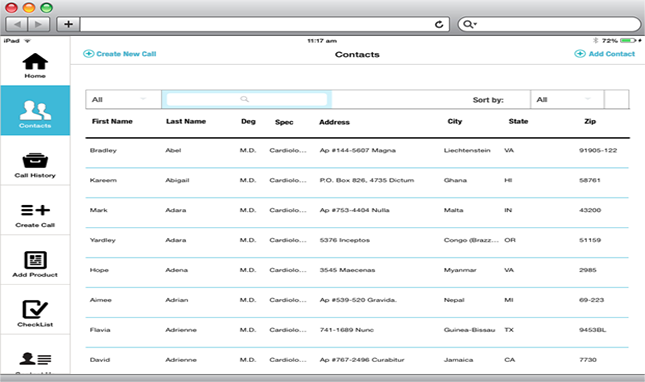 iPad 11:17 am 72%
Home
Contacts
Call History
Create Call
Add Product
CheckList
Create New Call Contacts Add Contact
All Sort by: All
First Name Last Name Deg Spec Address City State Zip
Bradley Abel M.D. Cardiolo... Ap #144-5607 Magna Liechtenstein VA 91905-122
Kareem Abigail M.D. Cardiolo... P.O. Box 826, 4735 Dictum Ghana HI 58761
Mark Adara M.D. Cardiolo... Ap #753-4404 Nulla Malta IN 43200
Yardley Adara M.D. Cardiolo... 5376 Inceptos Congo (Brazz... OR 51159
Hope Adena M.D. Cardiolo... 3545 Maecenas Myanmar VA 2985
Aimee Adrian M.D. Cardiolo... Ap #539-520 Gravida. Nepal MI 69-223
Flavia Adrienne M.D. Cardiolo... 741-1689 Nunc Guinea-Bissau TX 9453BL
David Adrienne M.D. Cardiolo... Ap #767-2496 Curabitur Jamaica CA 7730